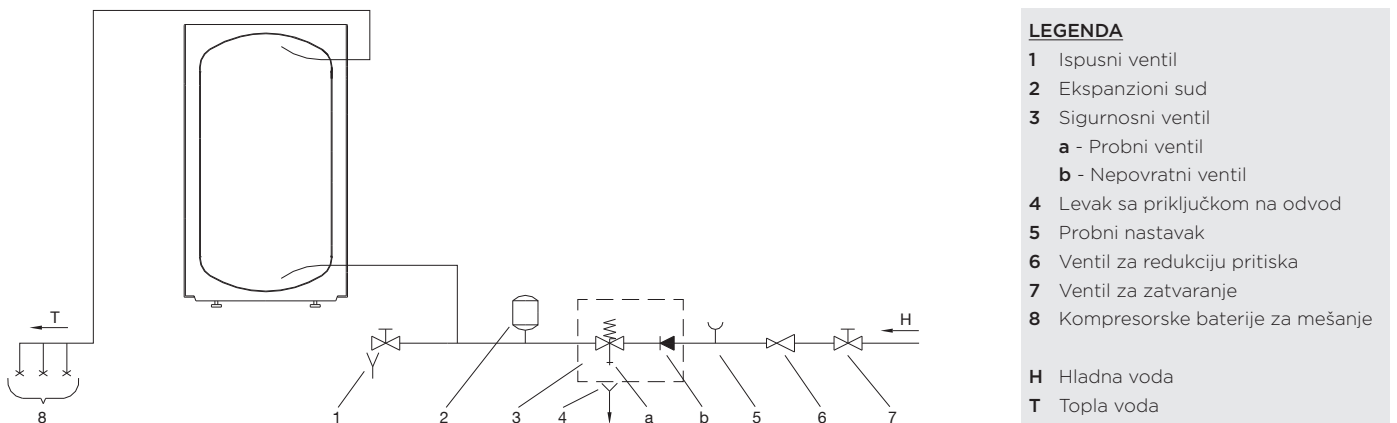 T
H
8
1
2
3
4
a
b
5
6
7
LEGENDA
1 Ispusni ventil
2 Ekspanzioni sud
3 Sigurnosni ventil
a - Probni ventil
b - Nepovratni ventil
4 Levak sa priključkom na odvod
5 Probni nastavak
6 Ventil za redukciju pritiska
7 Ventil za zatvaranje
8 Kompresorske baterije za mešanje
H Hladna voda
T Topla voda